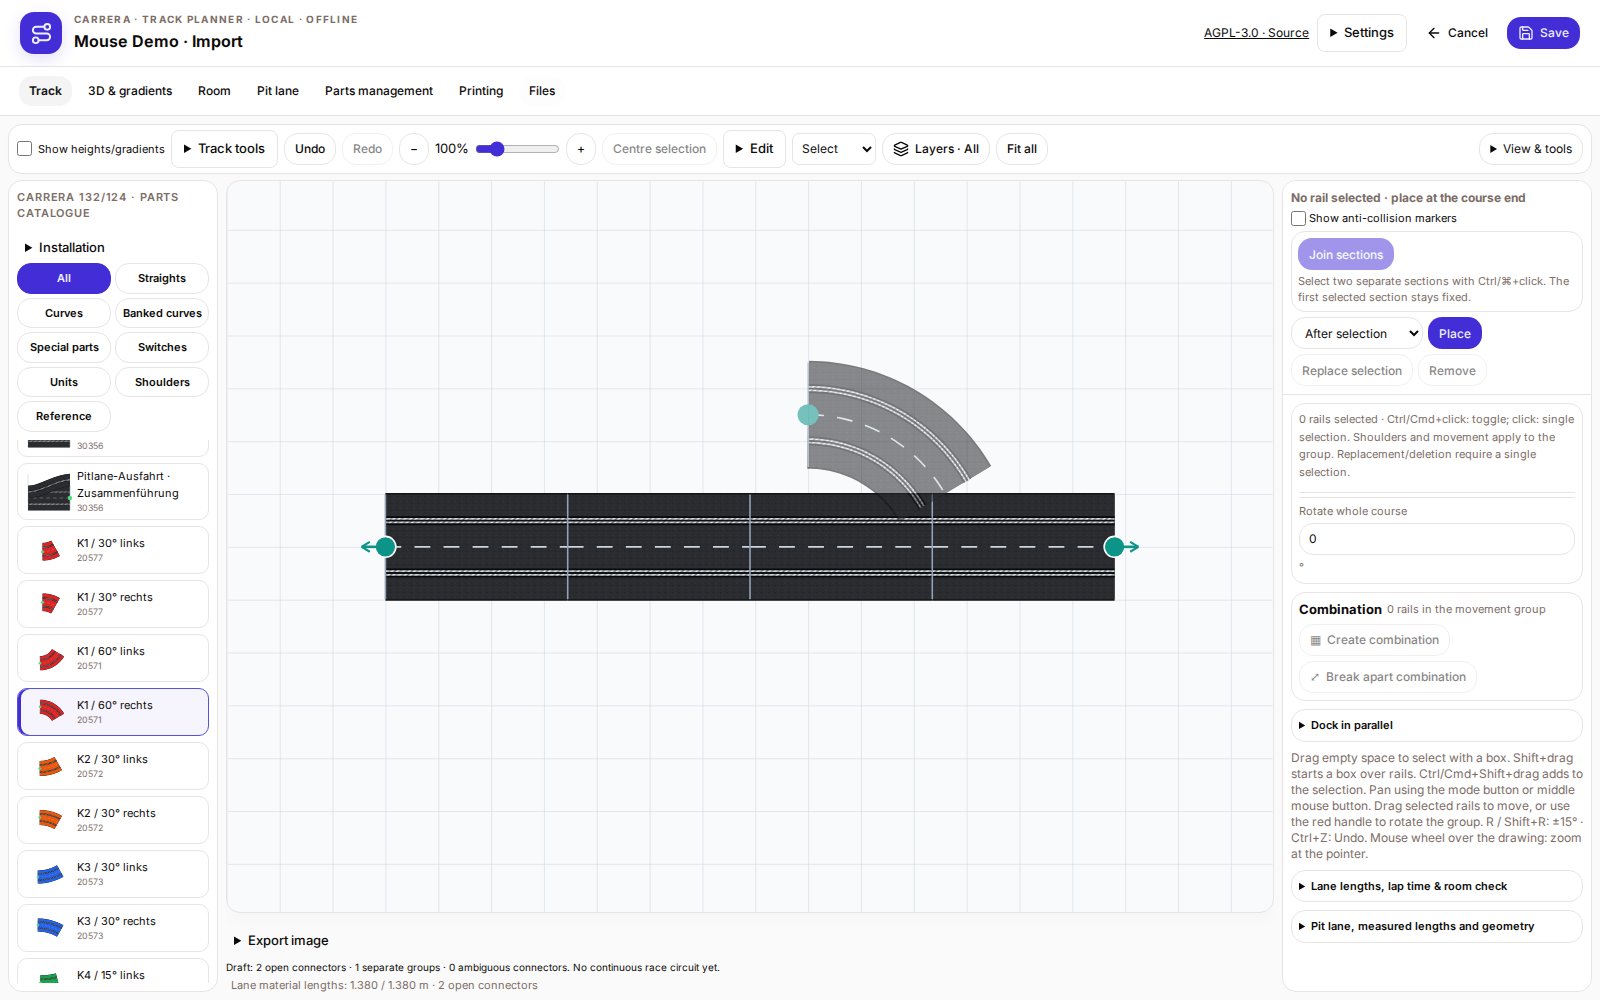 CARRERA · TRACK PLANNER · LOCAL · OFFLINE
Mouse Demo · Import
AGPL-3.0 · Source
Settings
Cancel
Save
Track
3D & gradients
Room
Pit lane
Parts management
Printing
Files
Show heights/gradients
Track tools
Undo
Redo
−
100%
+
Centre selection
Edit
Select
Layers · All
Fit all
View & tools
CARRERA 132/124 · PARTS
CATALOGUE
Installation
All
Straights
Curves
Banked curves
Special parts
Switches
Units
Shoulders
Reference
30356
Pitlane-Ausfahrt ·
Zusammenführung
30356
K1 / 30° links
20577
K1 / 30° rechts
20577
K1 / 60° links
20571
K1 / 60° rechts
20571
K2 / 30° links
20572
K2 / 30° rechts
20572
K3 / 30° links
20573
K3 / 30° rechts
20573
K4 / 15° links
Export image
Draft: 2 open connectors · 1 separate groups · 0 ambiguous connectors. No continuous race circuit yet.
Lane material lengths: 1.380 / 1.380 m · 2 open connectors
No rail selected · place at the course end
Show anti-collision markers
Join sections
Select two separate sections with Ctrl/⌘+click. The
first selected section stays fixed.
After selection
Place
Replace selection
Remove
0 rails selected · Ctrl/Cmd+click: toggle; click: single
selection. Shoulders and movement apply to the
group. Replacement/deletion require a single
selection.
Rotate whole course
0
°
Combination 0 rails in the movement group
Create combination
Break apart combination
Dock in parallel
Drag empty space to select with a box. Shift+drag
starts a box over rails. Ctrl/Cmd+Shift+drag adds to
the selection. Pan using the mode button or middle
mouse button. Drag selected rails to move, or use
the red handle to rotate the group. R / Shift+R: ±15° ·
Ctrl+Z: Undo. Mouse wheel over the drawing: zoom
at the pointer.
Lane lengths, lap time & room check
Pit lane, measured lengths and geometry